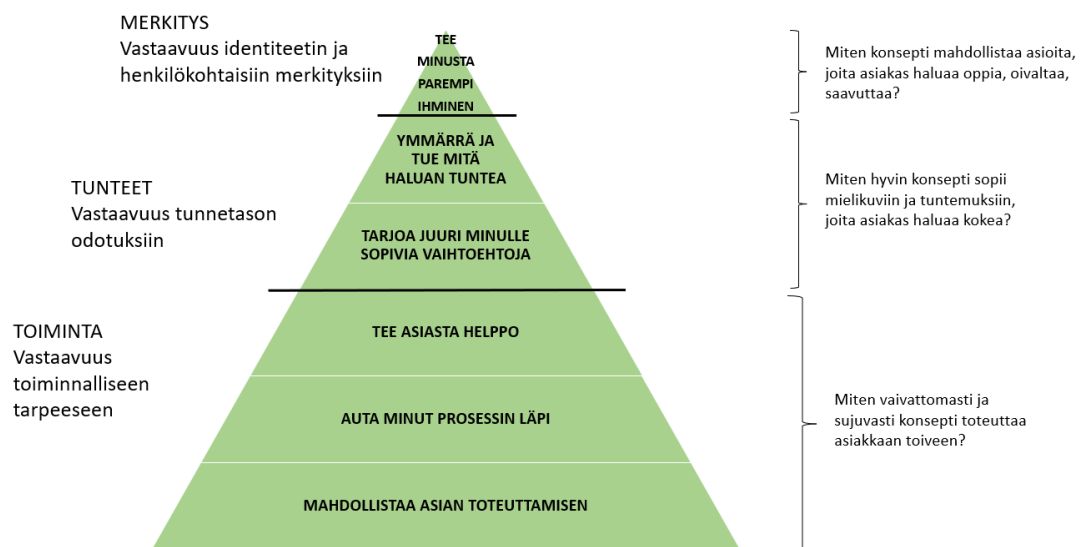 MERKITYS
Vastaavuus identiteetin ja
henkilökohtaisiin merkityksiin
TEE
MINUSTA
PAREMPI
IHMINEN
Miten konsepti mahdollistaa asioita,
joita asiakas haluaa oppia, oivaltaa,
saavuttaa?
TUNTEET
Vastaavuus tunnetason
odotuksiin
YMMÄRRÄ JA
TUE MITÄ
HALUAN TUNTEA
TARJOA JUURI MINULLE
SOPIVIA VAIHTOEHTOJA
Miten hyvin konsepti sopii
mielikuviin ja tuntemuksiin,
joita asiakas haluaa kokea?
TOIMINTA
Vastaavuus
toiminnalliseen
tarpeeseen
TEE ASIASTA HELPPO
AUTA MINUT PROSESSIN LÄPI
MAHDOLLISTAA ASIAN TOTEUTTAMISEN
Miten vaivattomasti ja
sujuvasti konsepti toteuttaa
asiakkaan toiveen?